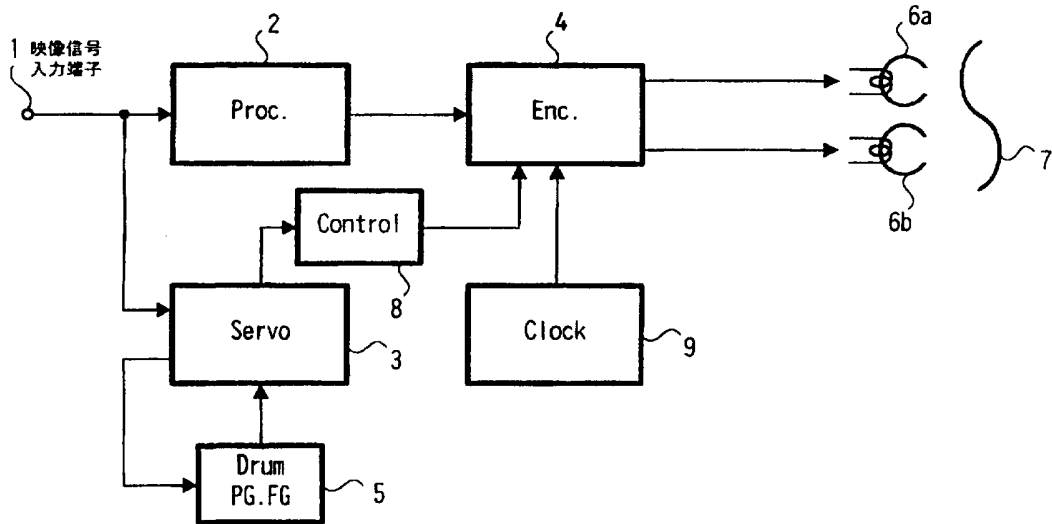 2
4
6a
1 映像信号
入力端子
Proc.
Enc.
7
6b
Control
8
Servo
3
Clock
9
Drum
PG.FG
5